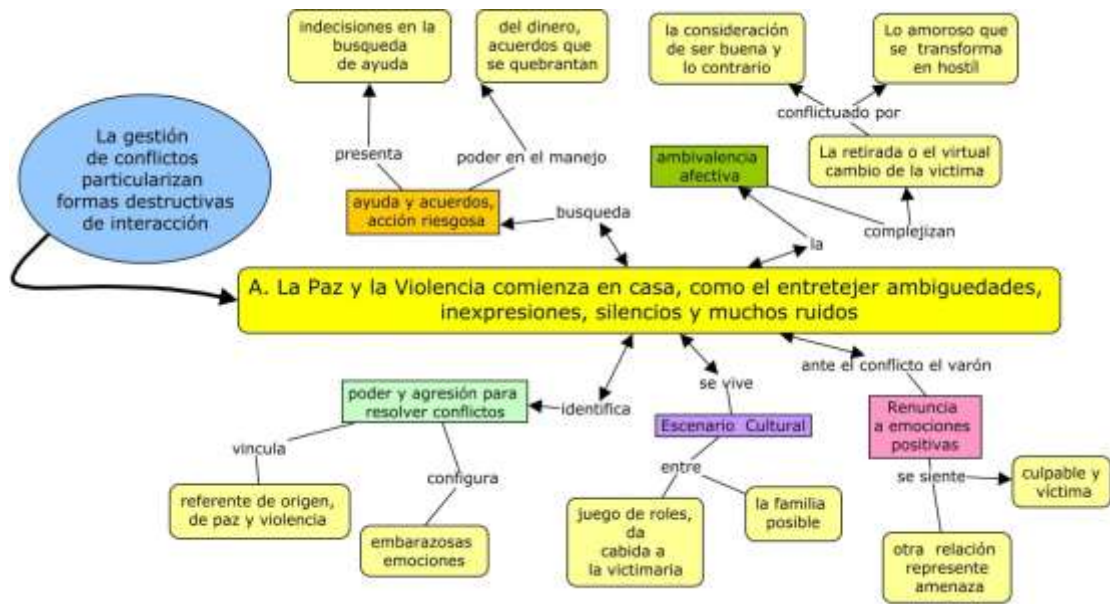 indecisiones en la
busqueda
de ayuda
del dinero,
acuerdos que
se quebrantan
la consideración
de ser buena y
lo contrario
Lo amoroso que
se transforma
en hostíl
La gestión
de conflictos
particularizan
formas destructivas
de interacción
conflictuado por
presenta
poder en el manejo
ambivalencia
afectiva
La retirada o el virtual
cambio de la victima
ayuda y acuerdos,
acción riesgosa
busqueda
la
complejizan
A. La Paz y la Violencia comienza en casa, como el entretejer ambiguedades,
inexpresiones, silencios y muchos ruidos
ante el conflicto el varón
se vive
poder y agresión para
resolver conflictos
identifica
Escenario Cultural
Renuncia
a emociones
positivas
vincula
configura
entre
se siente
culpable y
víctima
referente de origen,
de paz y violencia
la familia
posible
juego de roles,
da
cabida a
la victimaria
embarazosas
emociones
otra relación
represente
amenaza